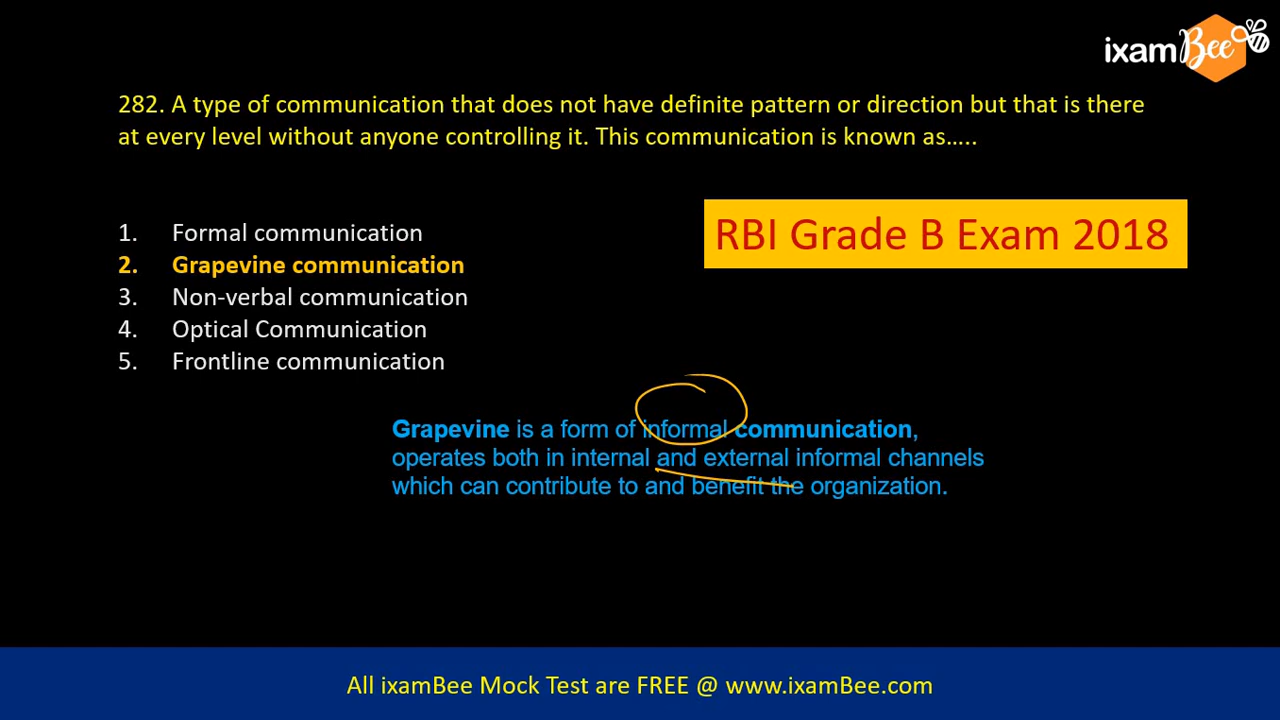 ixamBee
282. A type of communication that does not have definite pattern or direction but that is there
at every level without anyone controlling it. This communication is known as.....
RBI Grade B Exam 2018
1. Formal communication
2. Grapevine communication
3. Non-verbal communication
4. Optical Communication
5. Frontline communication
Grapevine is a form of informal communication,
operates both in internal and external informal channels
which can contribute to and benefit the organization.
All ixamBee Mock Test are FREE @ www.ixamBee.com